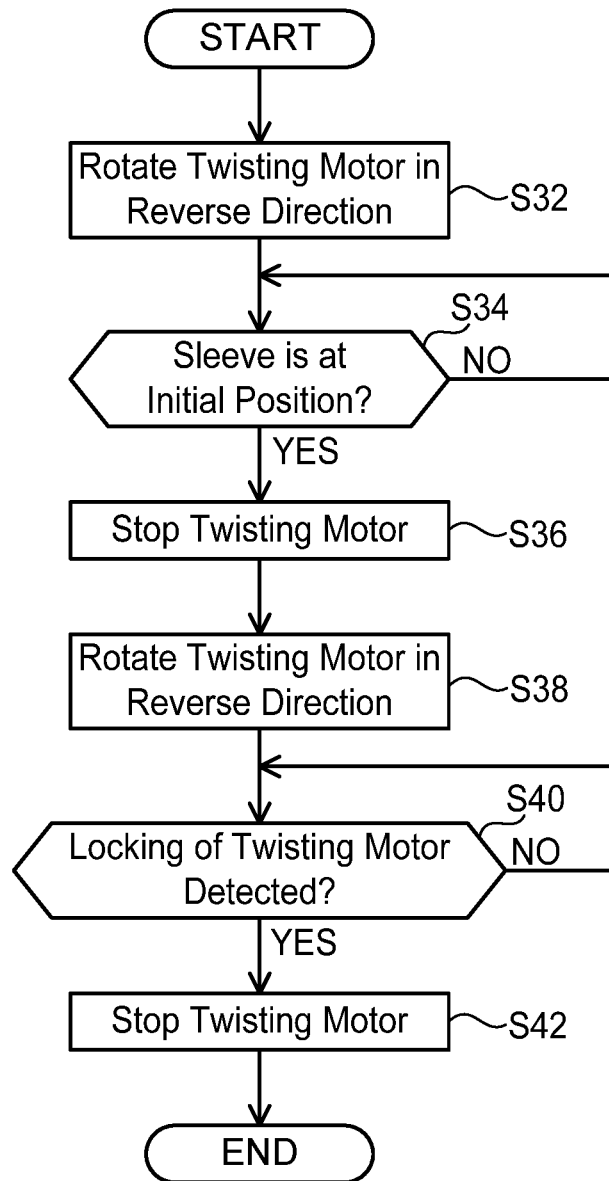 START
Rotate Twisting Motor in
Reverse Direction
S32
S34
Sleeve is at
Initial Position?
NO
YES
Stop Twisting Motor
S36
Rotate Twisting Motor in
Reverse Direction
S38
S40
Locking of Twisting Motor
Detected?
NO
YES
Stop Twisting Motor
S42
END